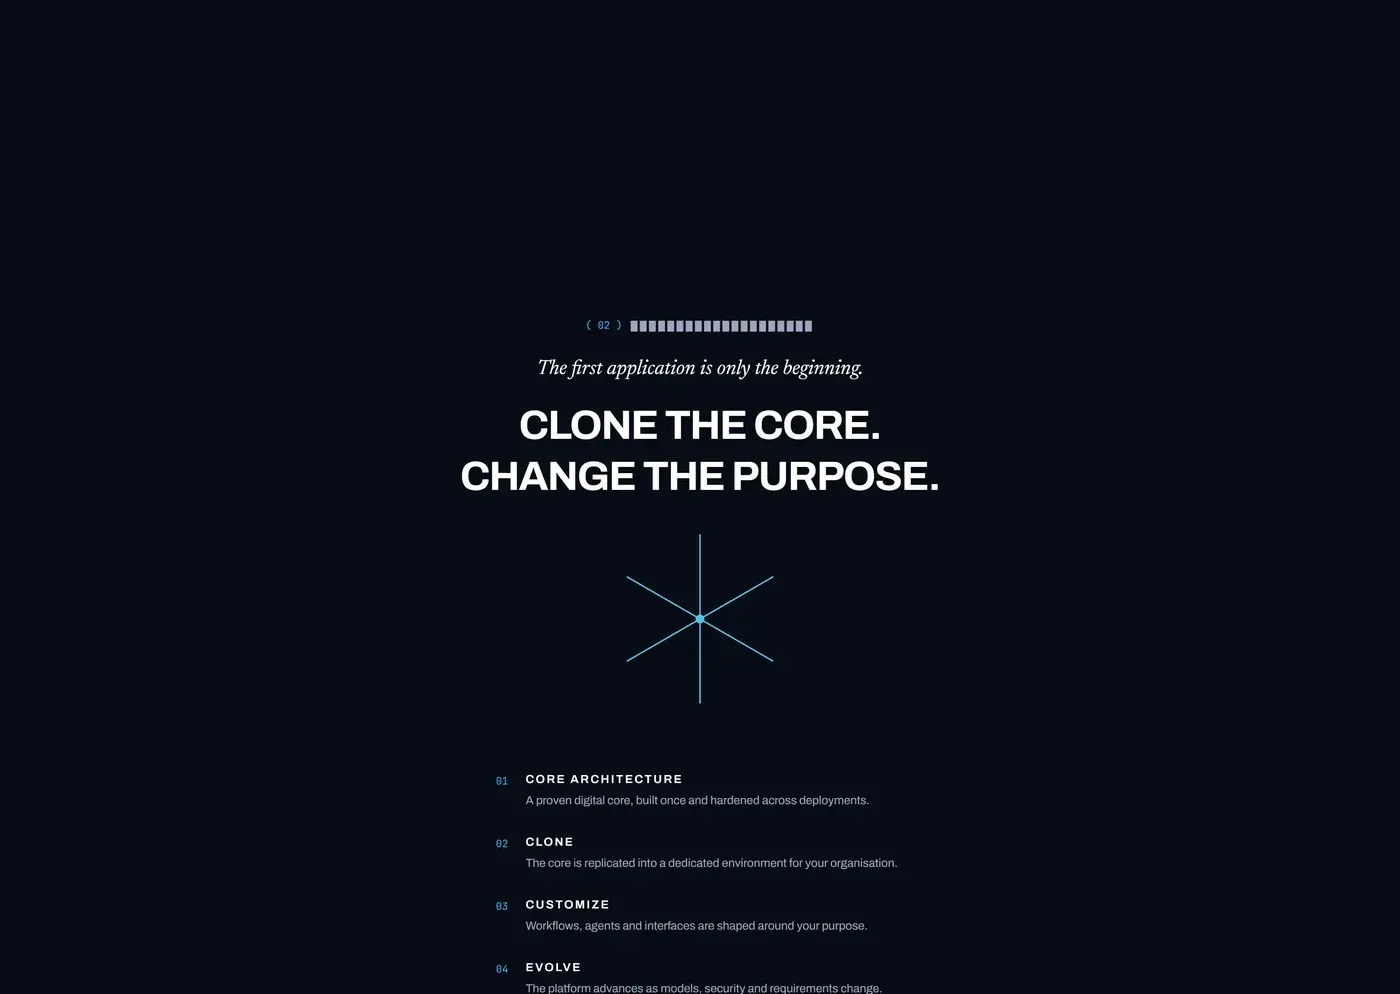 ( 02 )
The first application is only the beginning.
CLONE THE CORE.
CHANGE THE PURPOSE.
01 CORE ARCHITECTURE
A proven digital core, built once and hardened across deployments.
02 CLONE
The core is replicated into a dedicated environment for your organisation.
03 CUSTOMIZE
Workflows, agents and interfaces are shaped around your purpose.
04 EVOLVE
The platform advances as models, security and requirements change.